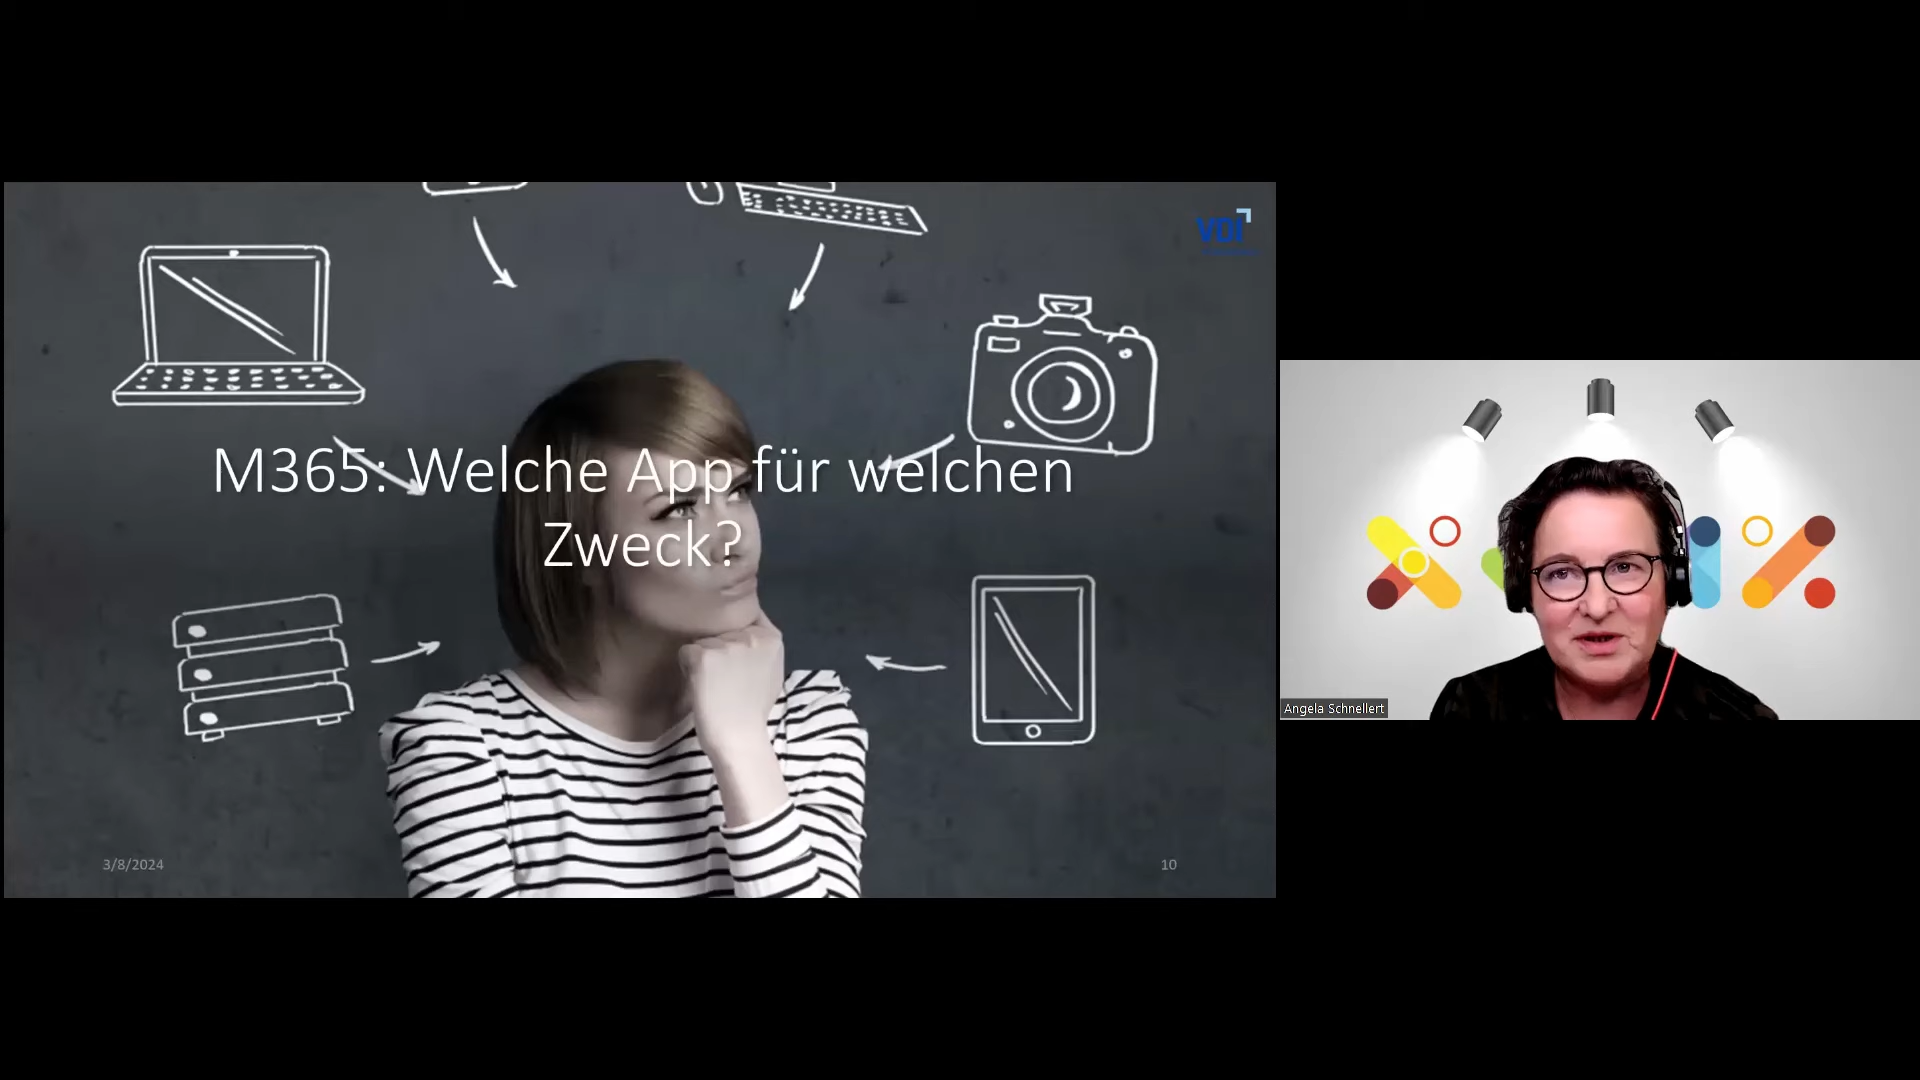 VDI
M365: Welche App für welchen
Zweck?
3/8/2024
10
Angela Schnellert